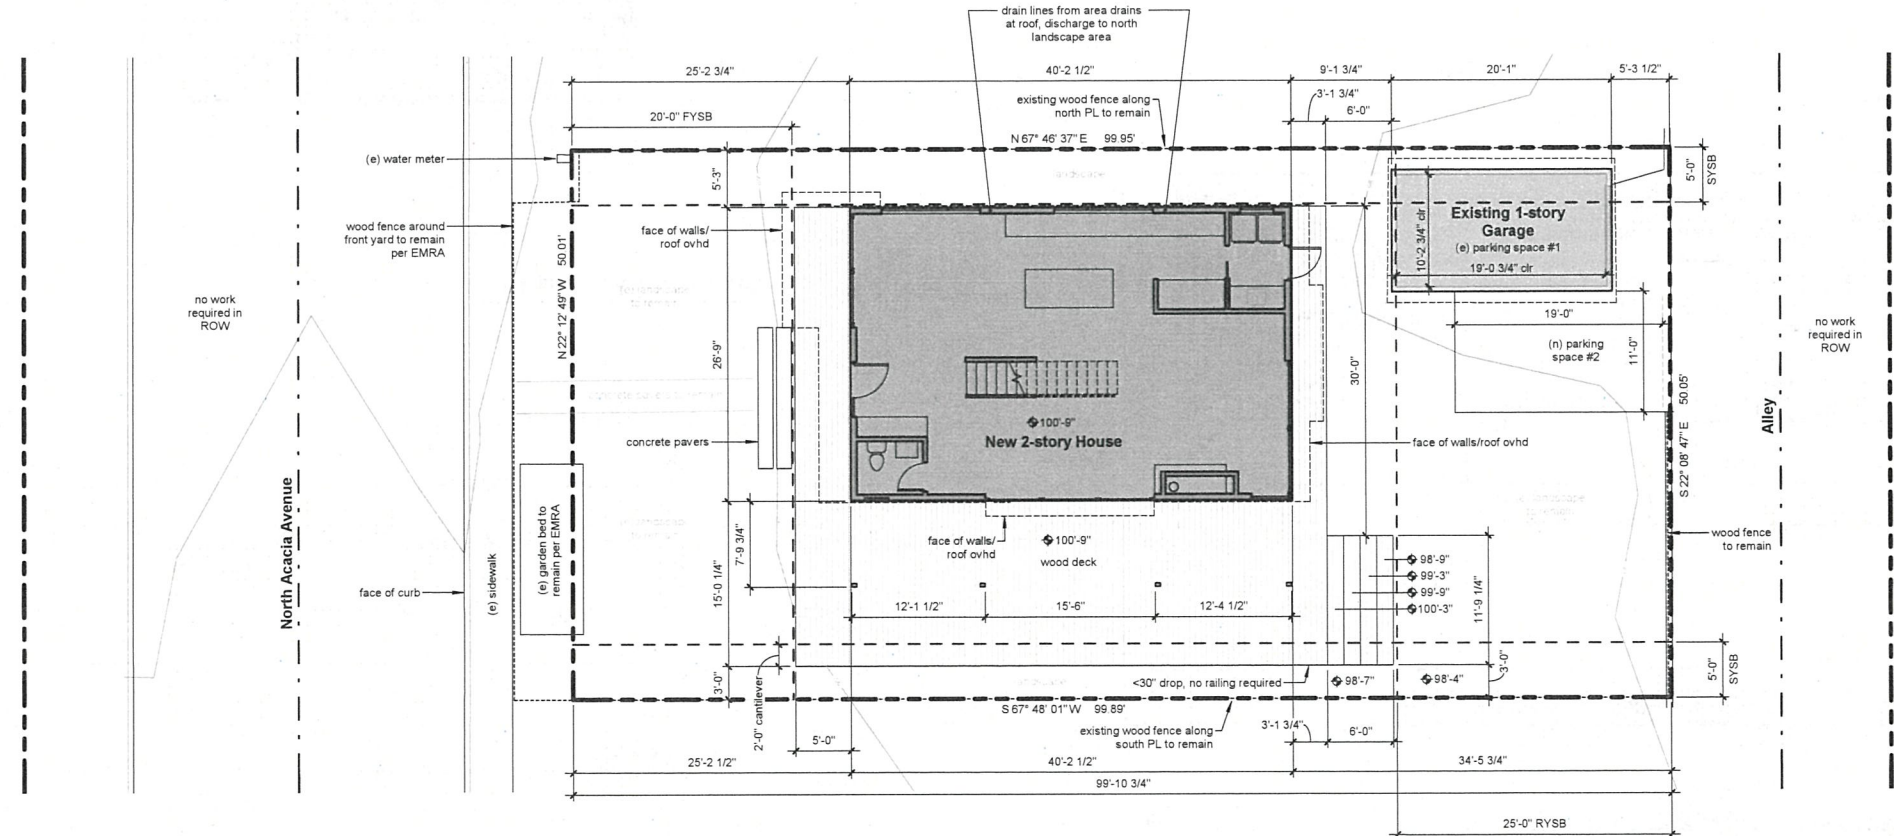 drain lines from area drains
at roof, discharge to north
landscape area
25'-2 3/4"
40'-2 1/2"
9'-1 3/4"
20'-1"
5'-3 1/2"
3'-1 3/4"
6'-0"
existing wood fence along
north PL to remain
20'-0" FYSB
N 67° 46' 37" E 99.95'
(e) water meter
5'-3"
5'-0"
SYSB
wood fence around
front yard to remain
per EMRA
face of walls/
roof ovhd
Existing 1-story
Garage
(e) parking space #1
10'-2 3/4" clr
19'-0 3/4" clr
N 22° 12' 49" W 50 01'
no work
required in
ROW
19'-0"
(n) parking
space #2
11'-0"
no work
required in
ROW
26'-9"
30'-0"
S 22° 08' 47" E 50.05'
Alley
100'-9"
New 2-story House
concrete pavers
face of walls/roof ovhd
North Acacia Avenue
(e) garden bed to
remain per EMRA
(e) sidewalk
face of curb
7'-9 3/4"
15'-0 1/4"
face of walls/
roof ovhd
100'-9"
wood deck
wood fence
to remain
98'-9"
99'-3"
99'-9"
100'-3"
11'-9 1/4"
12'-1 1/2"
15'-6"
12'-4 1/2"
3'-0"
2'-0" cantilever
<30" drop, no railing required
98'-7"
98'-4"
3'-0"
5'-0"
SYSB
S 67° 48' 01" W 99.89'
existing wood fence along
south PL to remain
3'-1 3/4"
6'-0"
5'-0"
25'-2 1/2"
40'-2 1/2"
34'-5 3/4"
99'-10 3/4"
25'-0" RYSB